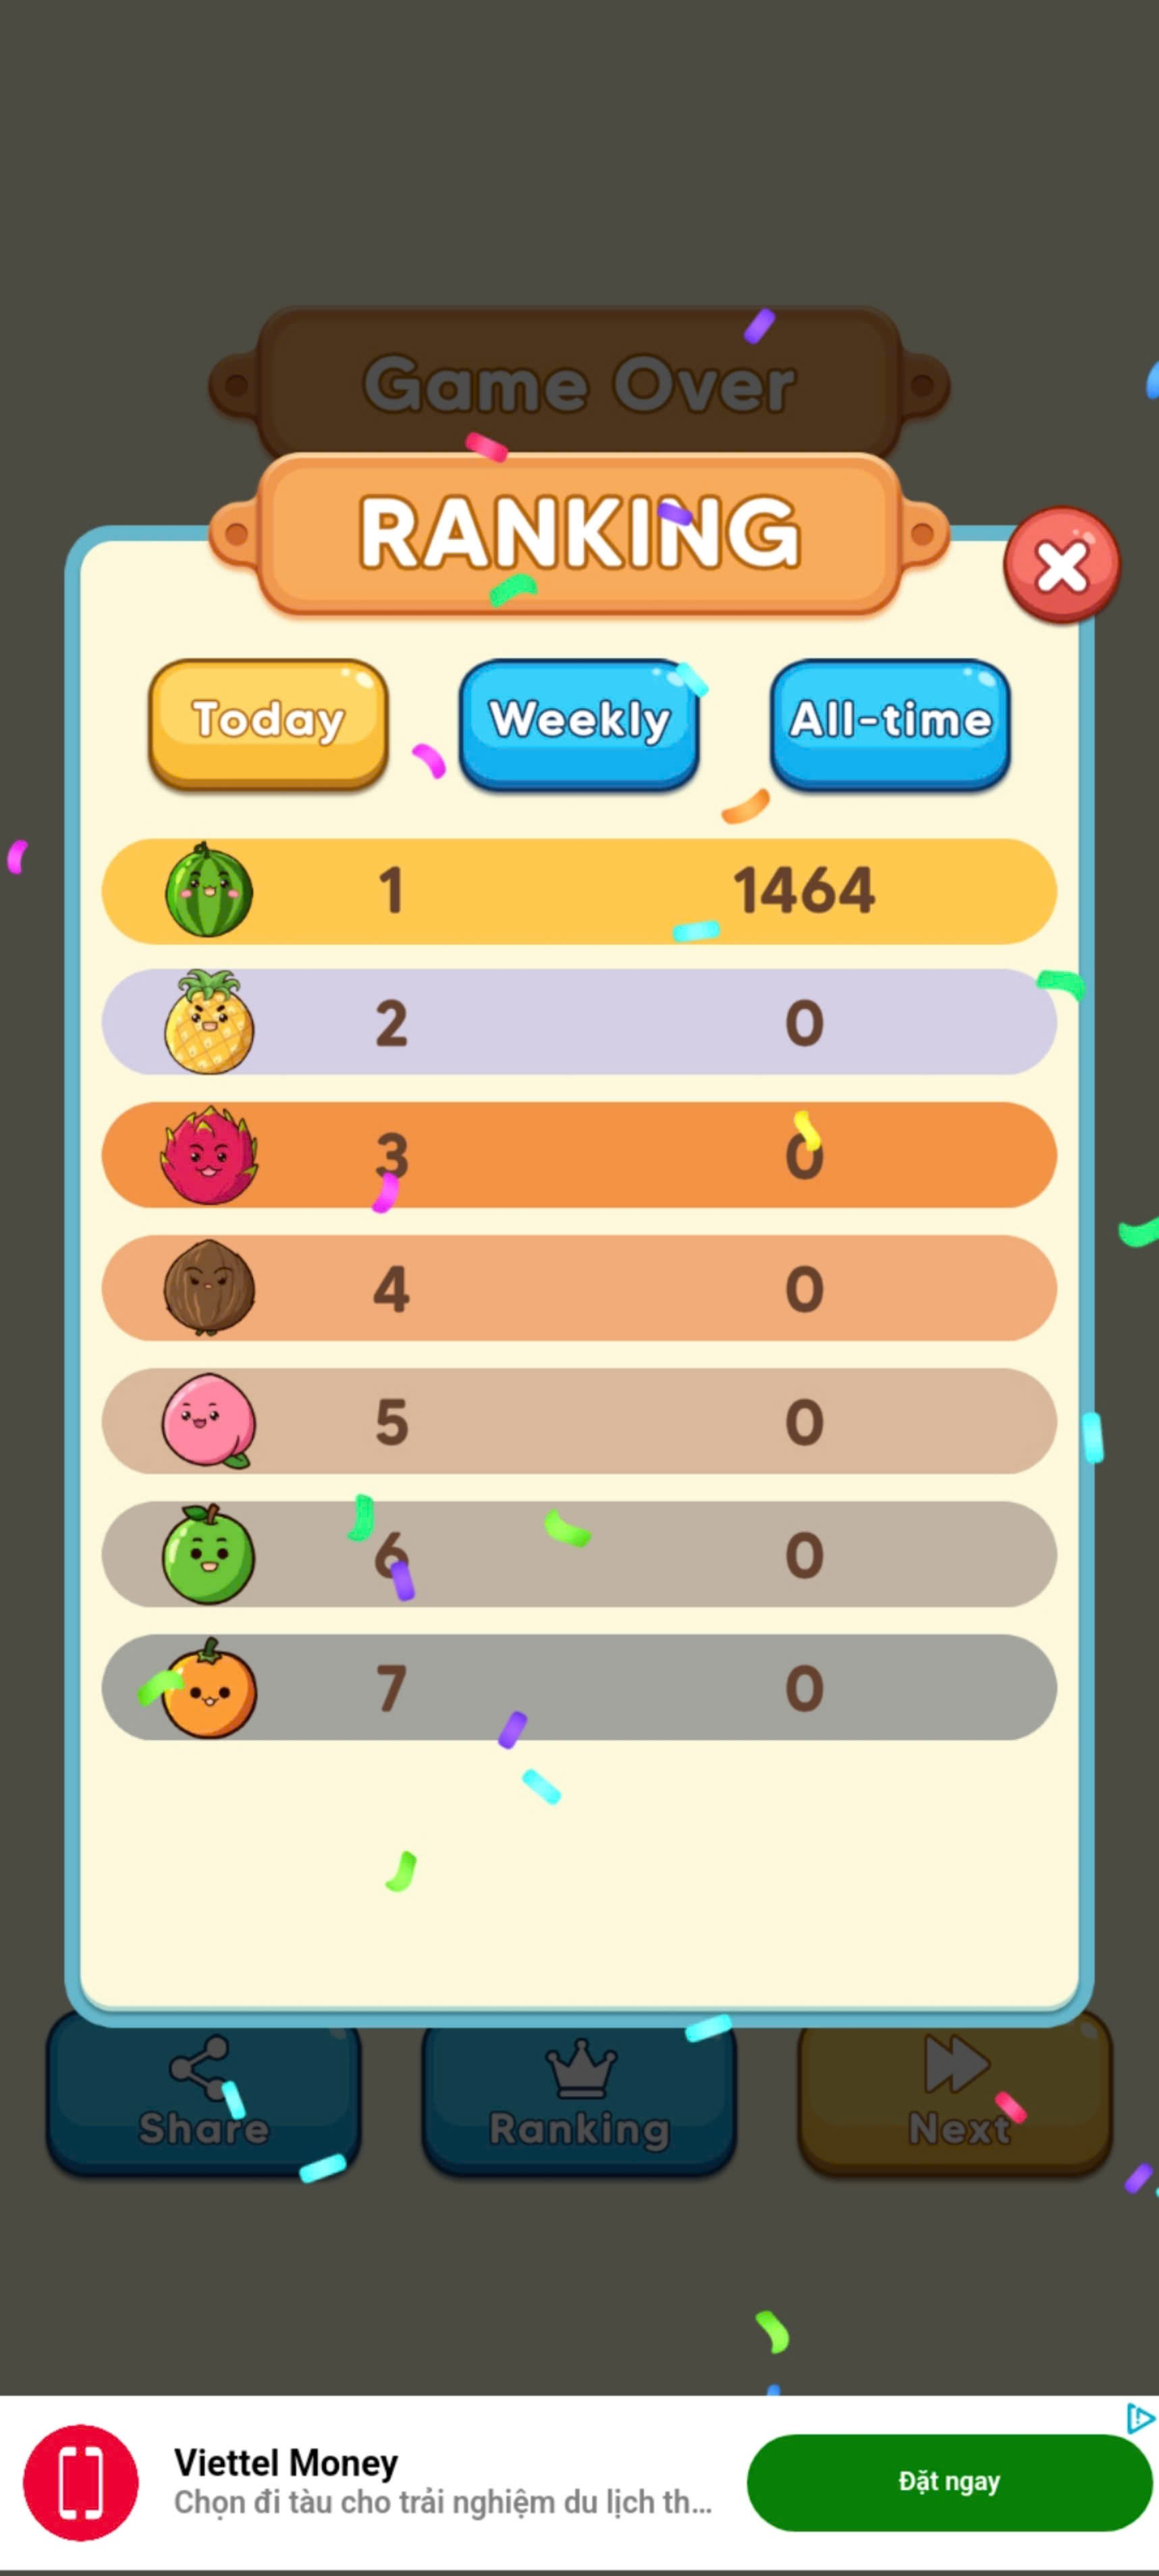 Game Over
RANKING
Today Weekly All-time
1 1464
2 0
3 0
4 0
5 0
6 0
7 0
Share Ranking Next
Viettel Money
Chọn đi tàu cho trải nghiệm du lịch th...
Đặt ngay